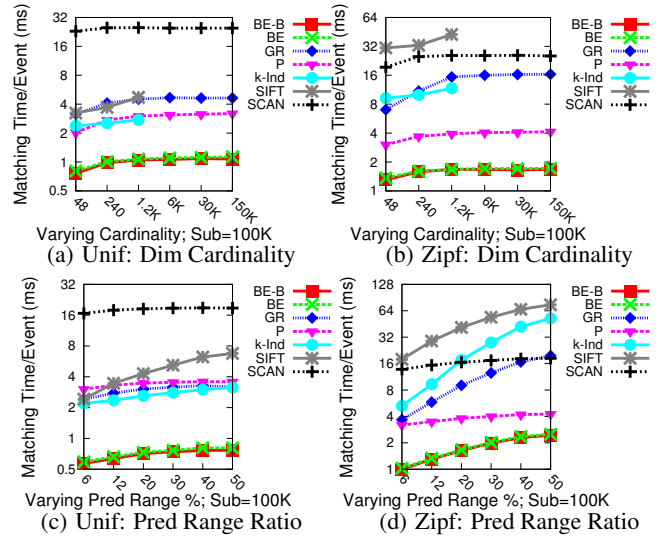 Matching Time/Event (ms)
32
16
8
4
2
1
0.5
48
240
1.2K
6K
30K
150K
Varying Cardinality; Sub=100K
BE-B
BE
GR
P
k-Ind
SIFT
SCAN
(a) Unif: Dim Cardinality
Matching Time/Event (ms)
64
32
16
8
4
2
1
48
240
1.2K
6K
30K
150K
Varying Cardinality; Sub=100K
BE-B
BE
GR
P
k-Ind
SIFT
SCAN
(b) Zipf: Dim Cardinality
Matching Time/Event (ms)
32
16
8
4
2
1
0.5
6
12
20
30
40
50
Varying Pred Range %; Sub=100K
BE-B
BE
GR
P
k-Ind
SIFT
SCAN
(c) Unif: Pred Range Ratio
Matching Time/Event (ms)
128
64
32
16
8
4
2
1
6
12
20
30
40
50
Varying Pred Range %; Sub=100K
BE-B
BE
GR
P
k-Ind
SIFT
SCAN
(d) Zipf: Pred Range Ratio